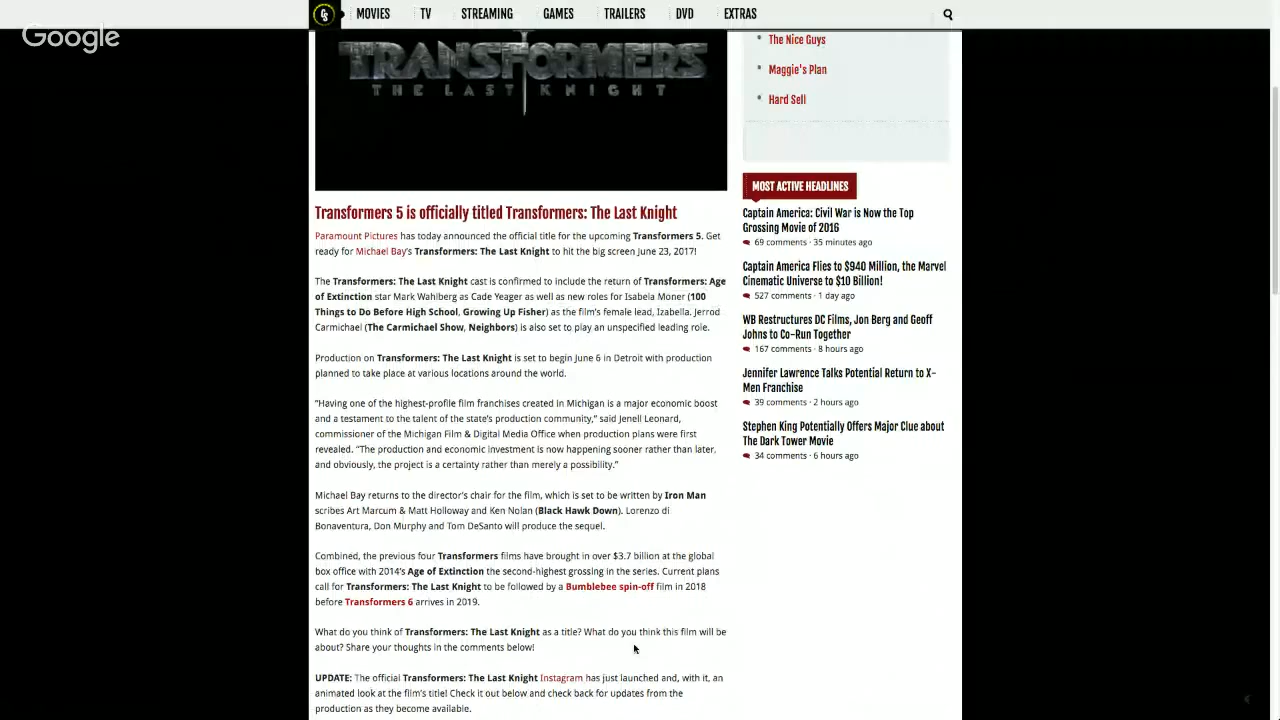 Google
CS
MOVIES TV STREAMING GAMES TRAILERS DVD EXTRAS
TRANSFORMERS
THE LAST KNIGHT
Transformers 5 is officially titled Transformers: The Last Knight
Paramount Pictures has today announced the official title for the upcoming Transformers 5. Get
ready for Michael Bay's Transformers: The Last Knight to hit the big screen June 23, 2017!
The Transformers: The Last Knight cast is confirmed to include the return of Transformers: Age
of Extinction star Mark Wahlberg as Cade Yeager as well as new roles for Isabela Moner (100
Things to Do Before High School, Growing Up Fisher) as the film's female lead, Izabella. Jerrod
Carmichael (The Carmichael Show, Neighbors) is also set to play an unspecified leading role.
Production on Transformers: The Last Knight is set to begin June 6 in Detroit with production
planned to take place at various locations around the world.
"Having one of the highest-profile film franchises created in Michigan is a major economic boost
and a testament to the talent of the state's production community," said Jenell Leonard,
commissioner of the Michigan Film & Digital Media Office when production plans were first
revealed. "The production and economic investment is now happening sooner rather than later,
and obviously, the project is a certainty rather than merely a possibility."
Michael Bay returns to the director's chair for the film, which is set to be written by Iron Man
scribes Art Marcum & Matt Holloway and Ken Nolan (Black Hawk Down). Lorenzo di
Bonaventura, Don Murphy and Tom DeSanto will produce the sequel.
Combined, the previous four Transformers films have brought in over $3.7 billion at the global
box office with 2014's Age of Extinction the second-highest grossing in the series. Current plans
call for Transformers: The Last Knight to be followed by a Bumblebee spin-off film in 2018
before Transformers 6 arrives in 2019.
What do you think of Transformers: The Last Knight as a title? What do you think this film will be
about? Share your thoughts in the comments below!
UPDATE: The official Transformers: The Last Knight Instagram has just launched and, with it, an
animated look at the film's title! Check it out below and check back for updates from the
production as they become available.
The Nice Guys
Maggie's Plan
Hard Sell
MOST ACTIVE HEADLINES
Captain America: Civil War is Now the Top
Grossing Movie of 2016
69 comments · 35 minutes ago
Captain America Flies to $940 Million, the Marvel
Cinematic Universe to $10 Billion!
527 comments · 1 day ago
WB Restructures DC Films, Jon Berg and Geoff
Johns to Co-Run Together
167 comments · 8 hours ago
Jennifer Lawrence Talks Potential Return to X-
Men Franchise
39 comments · 2 hours ago
Stephen King Potentially Offers Major Clue about
The Dark Tower Movie
34 comments · 6 hours ago